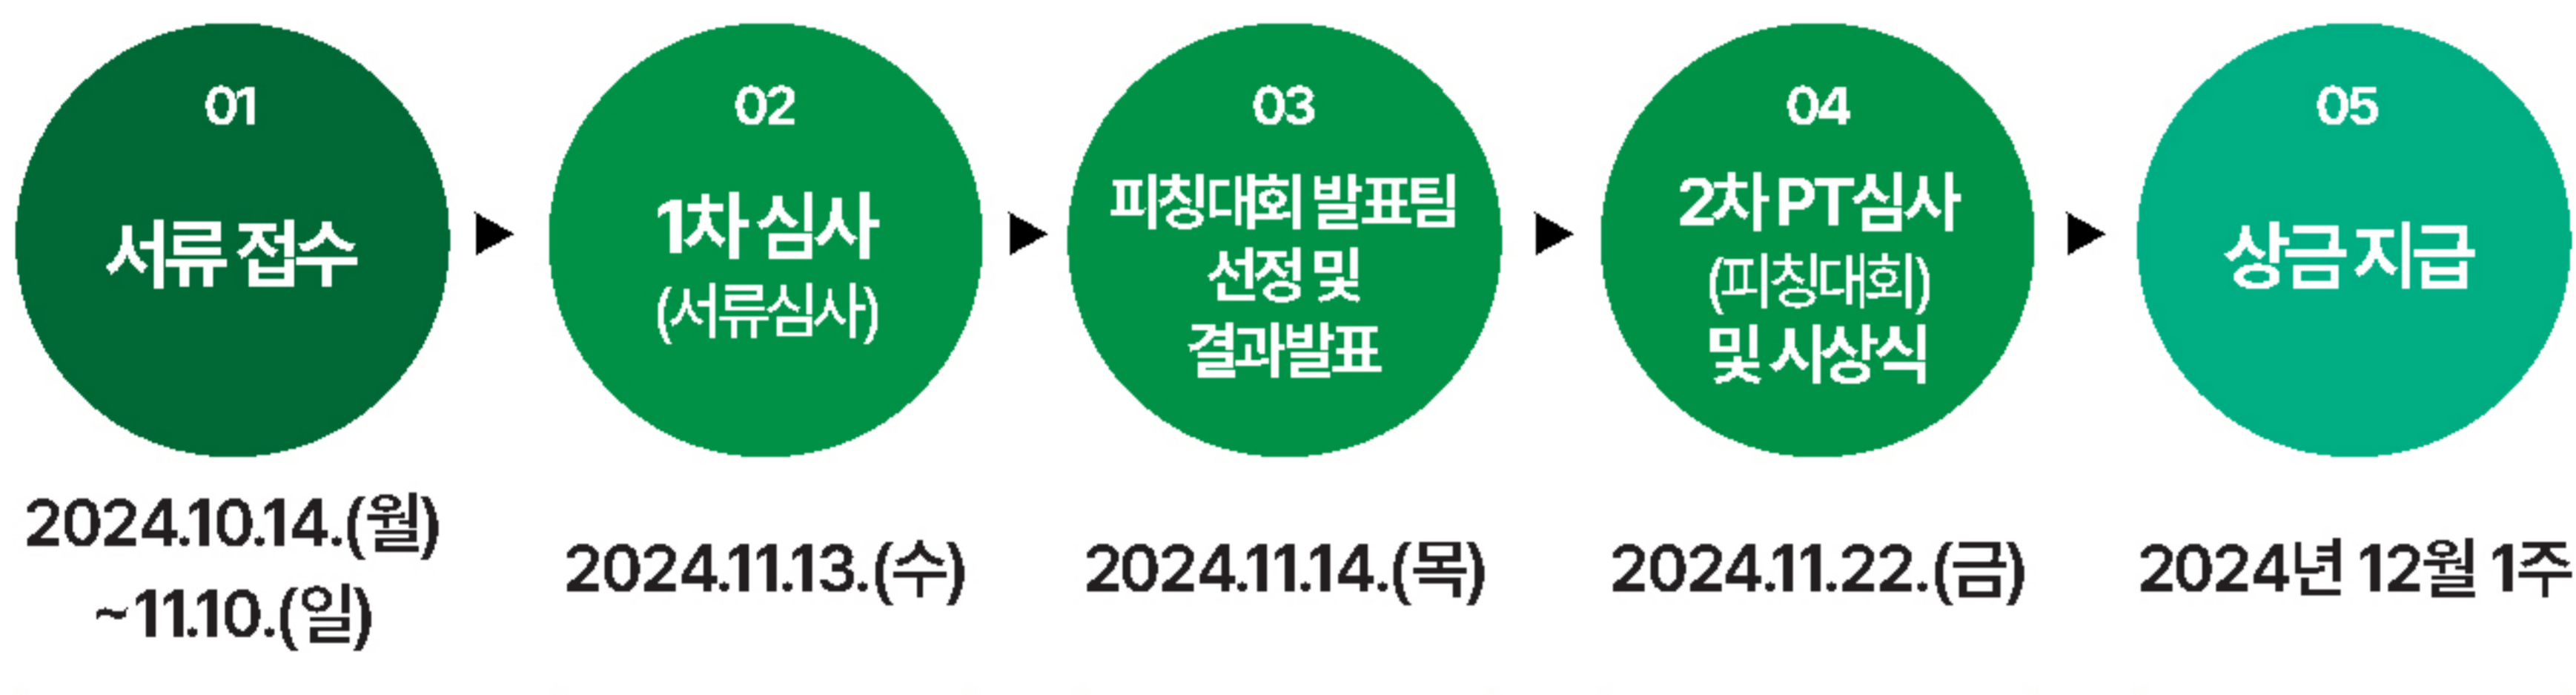 01
서류 접수
2024.10.14.(월)
~11.10.(일)
02
1차 심사
(서류심사)
2024.11.13.(수)
03
피칭대회 발표팀
선정 및
결과발표
2024.11.14.(목)
04
2차 PT심사
(피칭대회)
및 시상식
2024.11.22.(금)
05
상금 지급
2024년 12월 1주